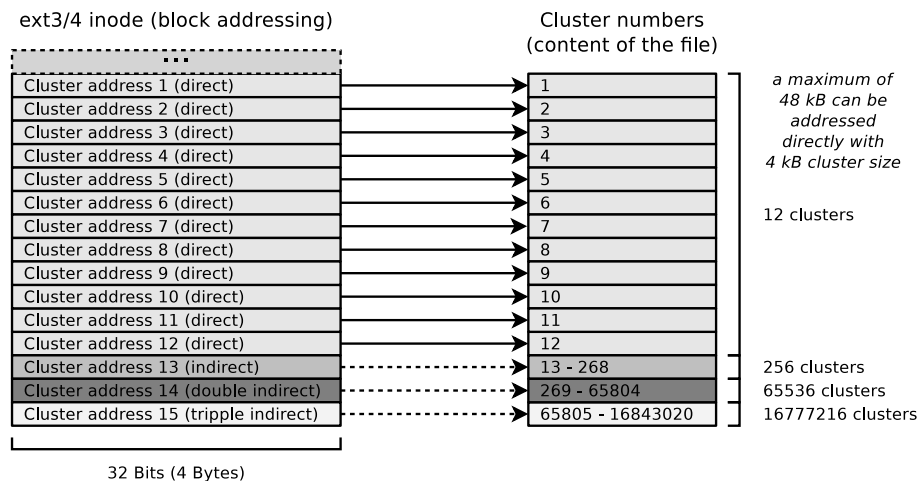 ext3/4 inode (block addressing)
...
Cluster address 1 (direct)
Cluster address 2 (direct)
Cluster address 3 (direct)
Cluster address 4 (direct)
Cluster address 5 (direct)
Cluster address 6 (direct)
Cluster address 7 (direct)
Cluster address 8 (direct)
Cluster address 9 (direct)
Cluster address 10 (direct)
Cluster address 11 (direct)
Cluster address 12 (direct)
Cluster address 13 (indirect)
Cluster address 14 (double indirect)
Cluster address 15 (tripple indirect)
32 Bits (4 Bytes)
Cluster numbers
(content of the file)
1
2
3
4
5
6
7
8
9
10
11
12
13 - 268
269 - 65804
65805 - 16843020
a maximum of
48 kB can be
addressed
directly with
4 kB cluster size
12 clusters
256 clusters
65536 clusters
16777216 clusters